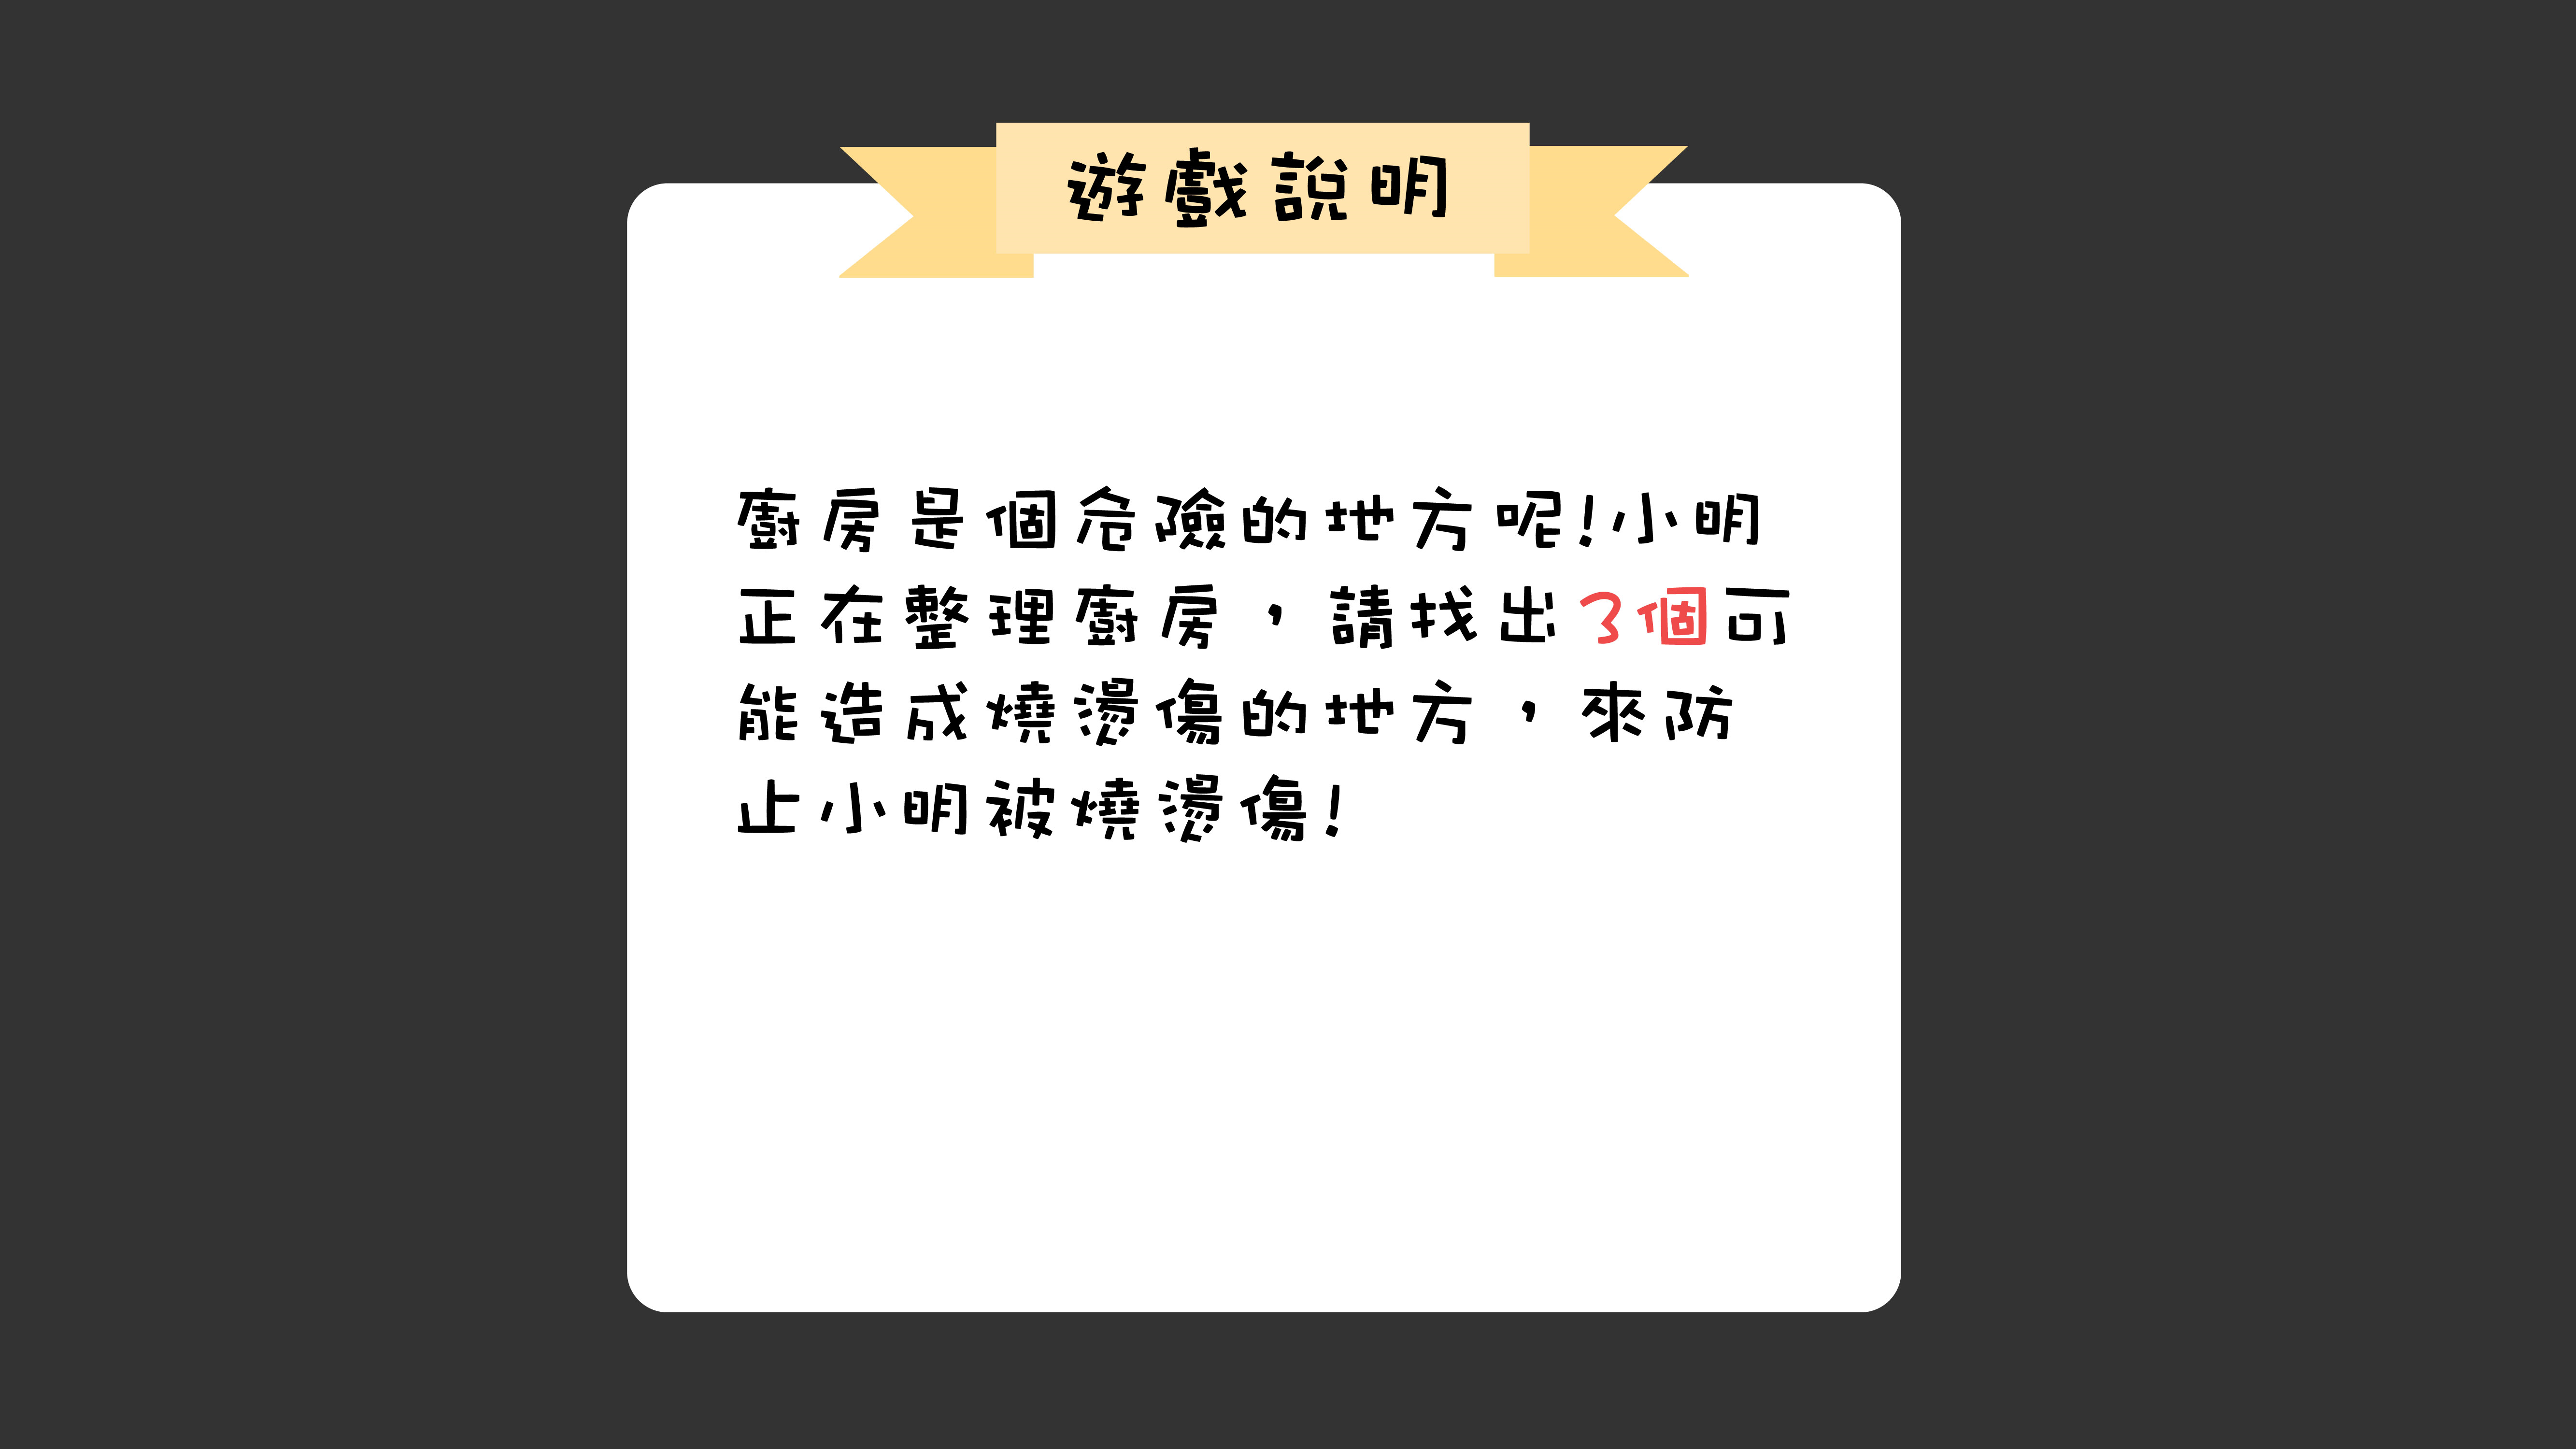 遊戲說明
廚房是個危險的地方呢!小明
正在整理廚房,請找出3個可
能造成燒燙傷的地方,來防
止小明被燒燙傷!